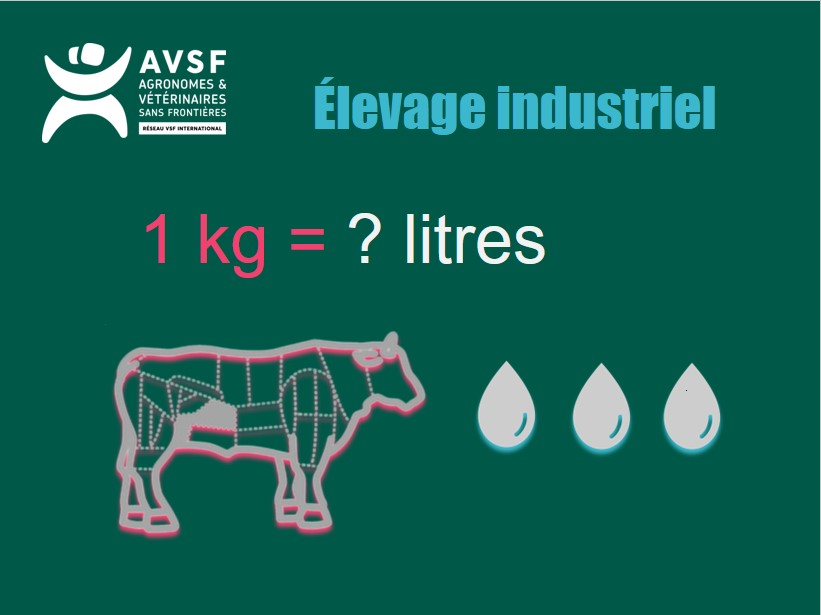 AVSF
AGRONOMES &
VÉTÉRINAIRES
SANS FRONTIÈRES
RÉSEAU VSF INTERNATIONAL
Élevage industriel
1 kg = ? litres